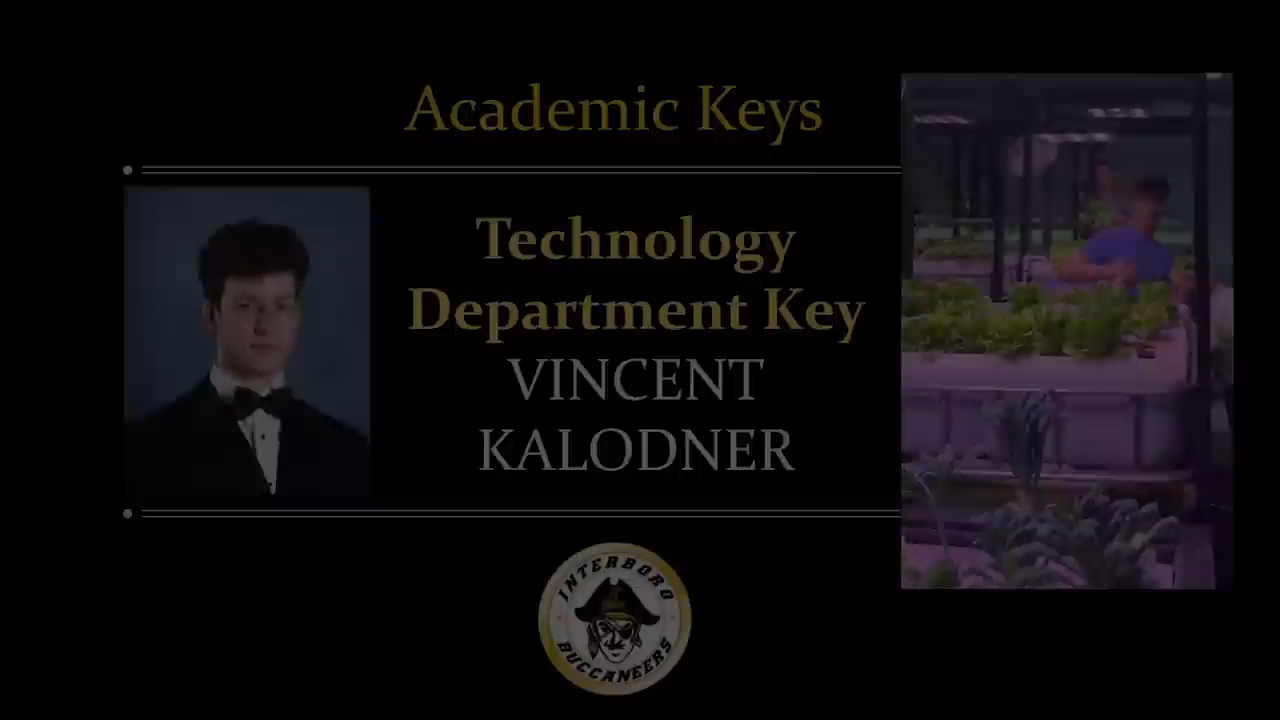 Academic Keys
Technology
Department Key
VINCENT
KALODNER
INTERBORO
BUCCANEERS